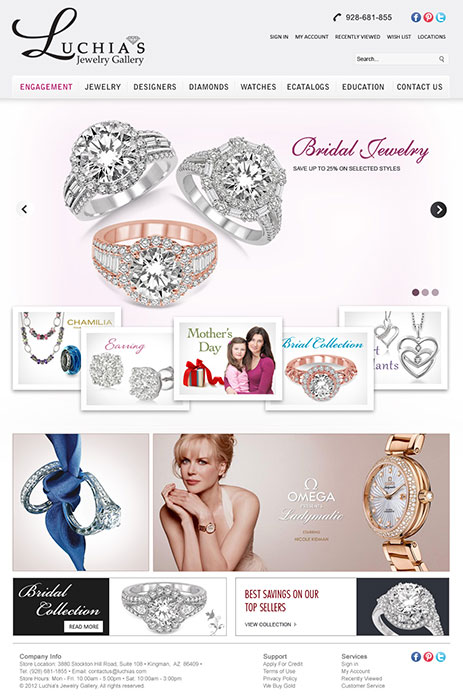 928-681-855
Luchia's
Jewelry Gallery
SIGN IN MY ACCOUNT RECENTLY VIEWED WISH LIST LOCATIONS
Search...
ENGAGEMENT JEWELRY DESIGNERS DIAMONDS WATCHES ECATALOGS EDUCATION CONTACT US
Bridal Jewelry
SAVE UP TO 25% ON SELECTED STYLES
CHAMILIA
Earring
Mother's
Day
Brial Collection
Ω
OMEGA
Ladymatic
NICOLE KIDMAN
Bridal
Collection
READ MORE
BEST SAVINGS ON OUR
TOP SELLERS
VIEW COLLECTION
Company Info
Store Location: 3880 Stockton Hill Road, Suite 108 • Kingman, AZ 86409 •
Tel: (928) 681-1855 • Email: contactus@luchias.com
Store Hours: Mon - Fri. 10:00am - 5:00pm • Sat: 10:00am - 3:00pm
© 2012 Luchia's Jewelry Gallery, All rights reserved.
Support
Apply For Credit
Terms of Use
Privacy Policy
We Buy Gold
Services
Sign in
My Account
Recently Viewed
Customer Service